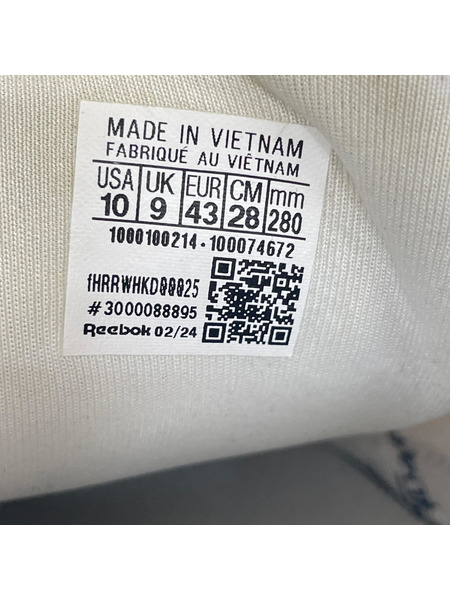 MADE IN VIETNAM
FABRIQUÉ AU VIÊTNAM
USA UK EUR CM mm
10 9 43 28 280
1000100214 - 100074672
fHRRWHKD00025
#3000088895
Reebok 02/24